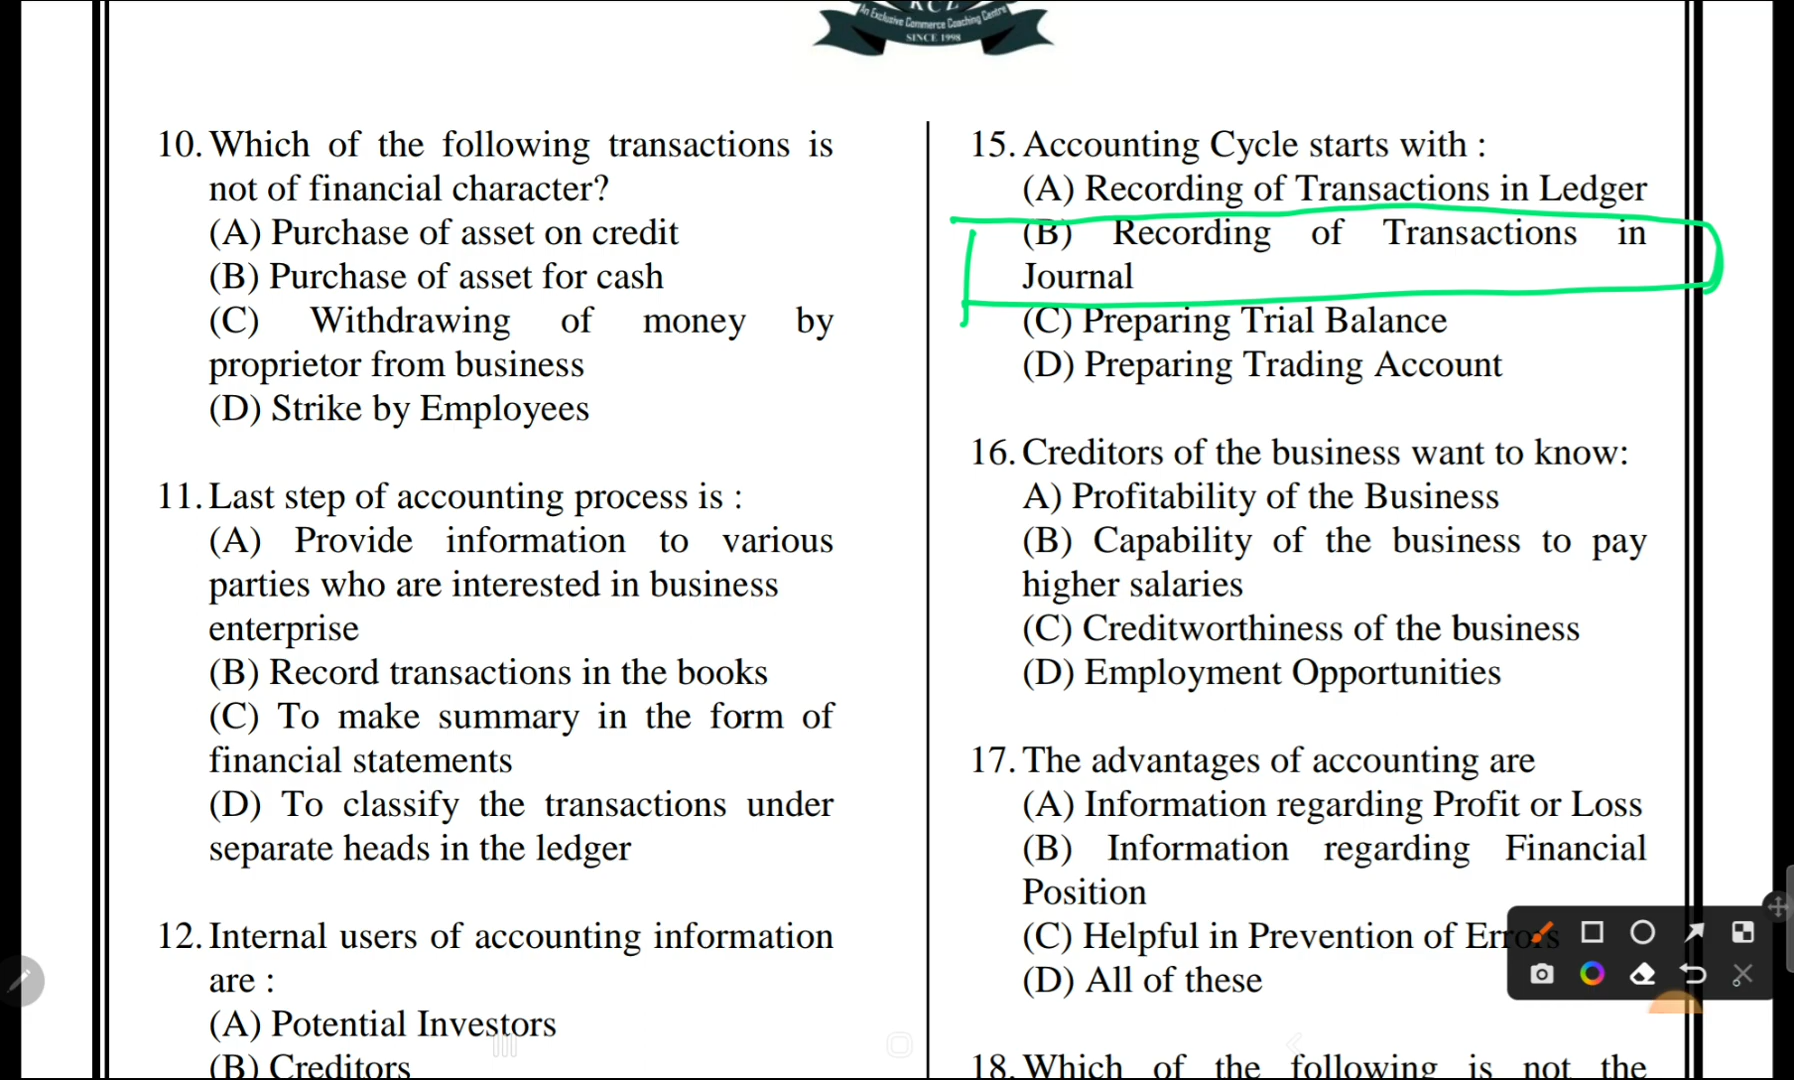 KCL
An Exclusive Commerce Coaching Centre
SINCE 1998
10. Which of the following transactions is
not of financial character?
(A) Purchase of asset on credit
(B) Purchase of asset for cash
(C) Withdrawing of money by
proprietor from business
(D) Strike by Employees
11. Last step of accounting process is :
(A) Provide information to various
parties who are interested in business
enterprise
(B) Record transactions in the books
(C) To make summary in the form of
financial statements
(D) To classify the transactions under
separate heads in the ledger
12. Internal users of accounting information
are :
(A) Potential Investors
(B) Creditors
15. Accounting Cycle starts with :
(A) Recording of Transactions in Ledger
(B) Recording of Transactions in
Journal
(C) Preparing Trial Balance
(D) Preparing Trading Account
16. Creditors of the business want to know:
A) Profitability of the Business
(B) Capability of the business to pay
higher salaries
(C) Creditworthiness of the business
(D) Employment Opportunities
17. The advantages of accounting are
(A) Information regarding Profit or Loss
(B) Information regarding Financial
Position
(C) Helpful in Prevention of Errors
(D) All of these
18. Which of the following is not the